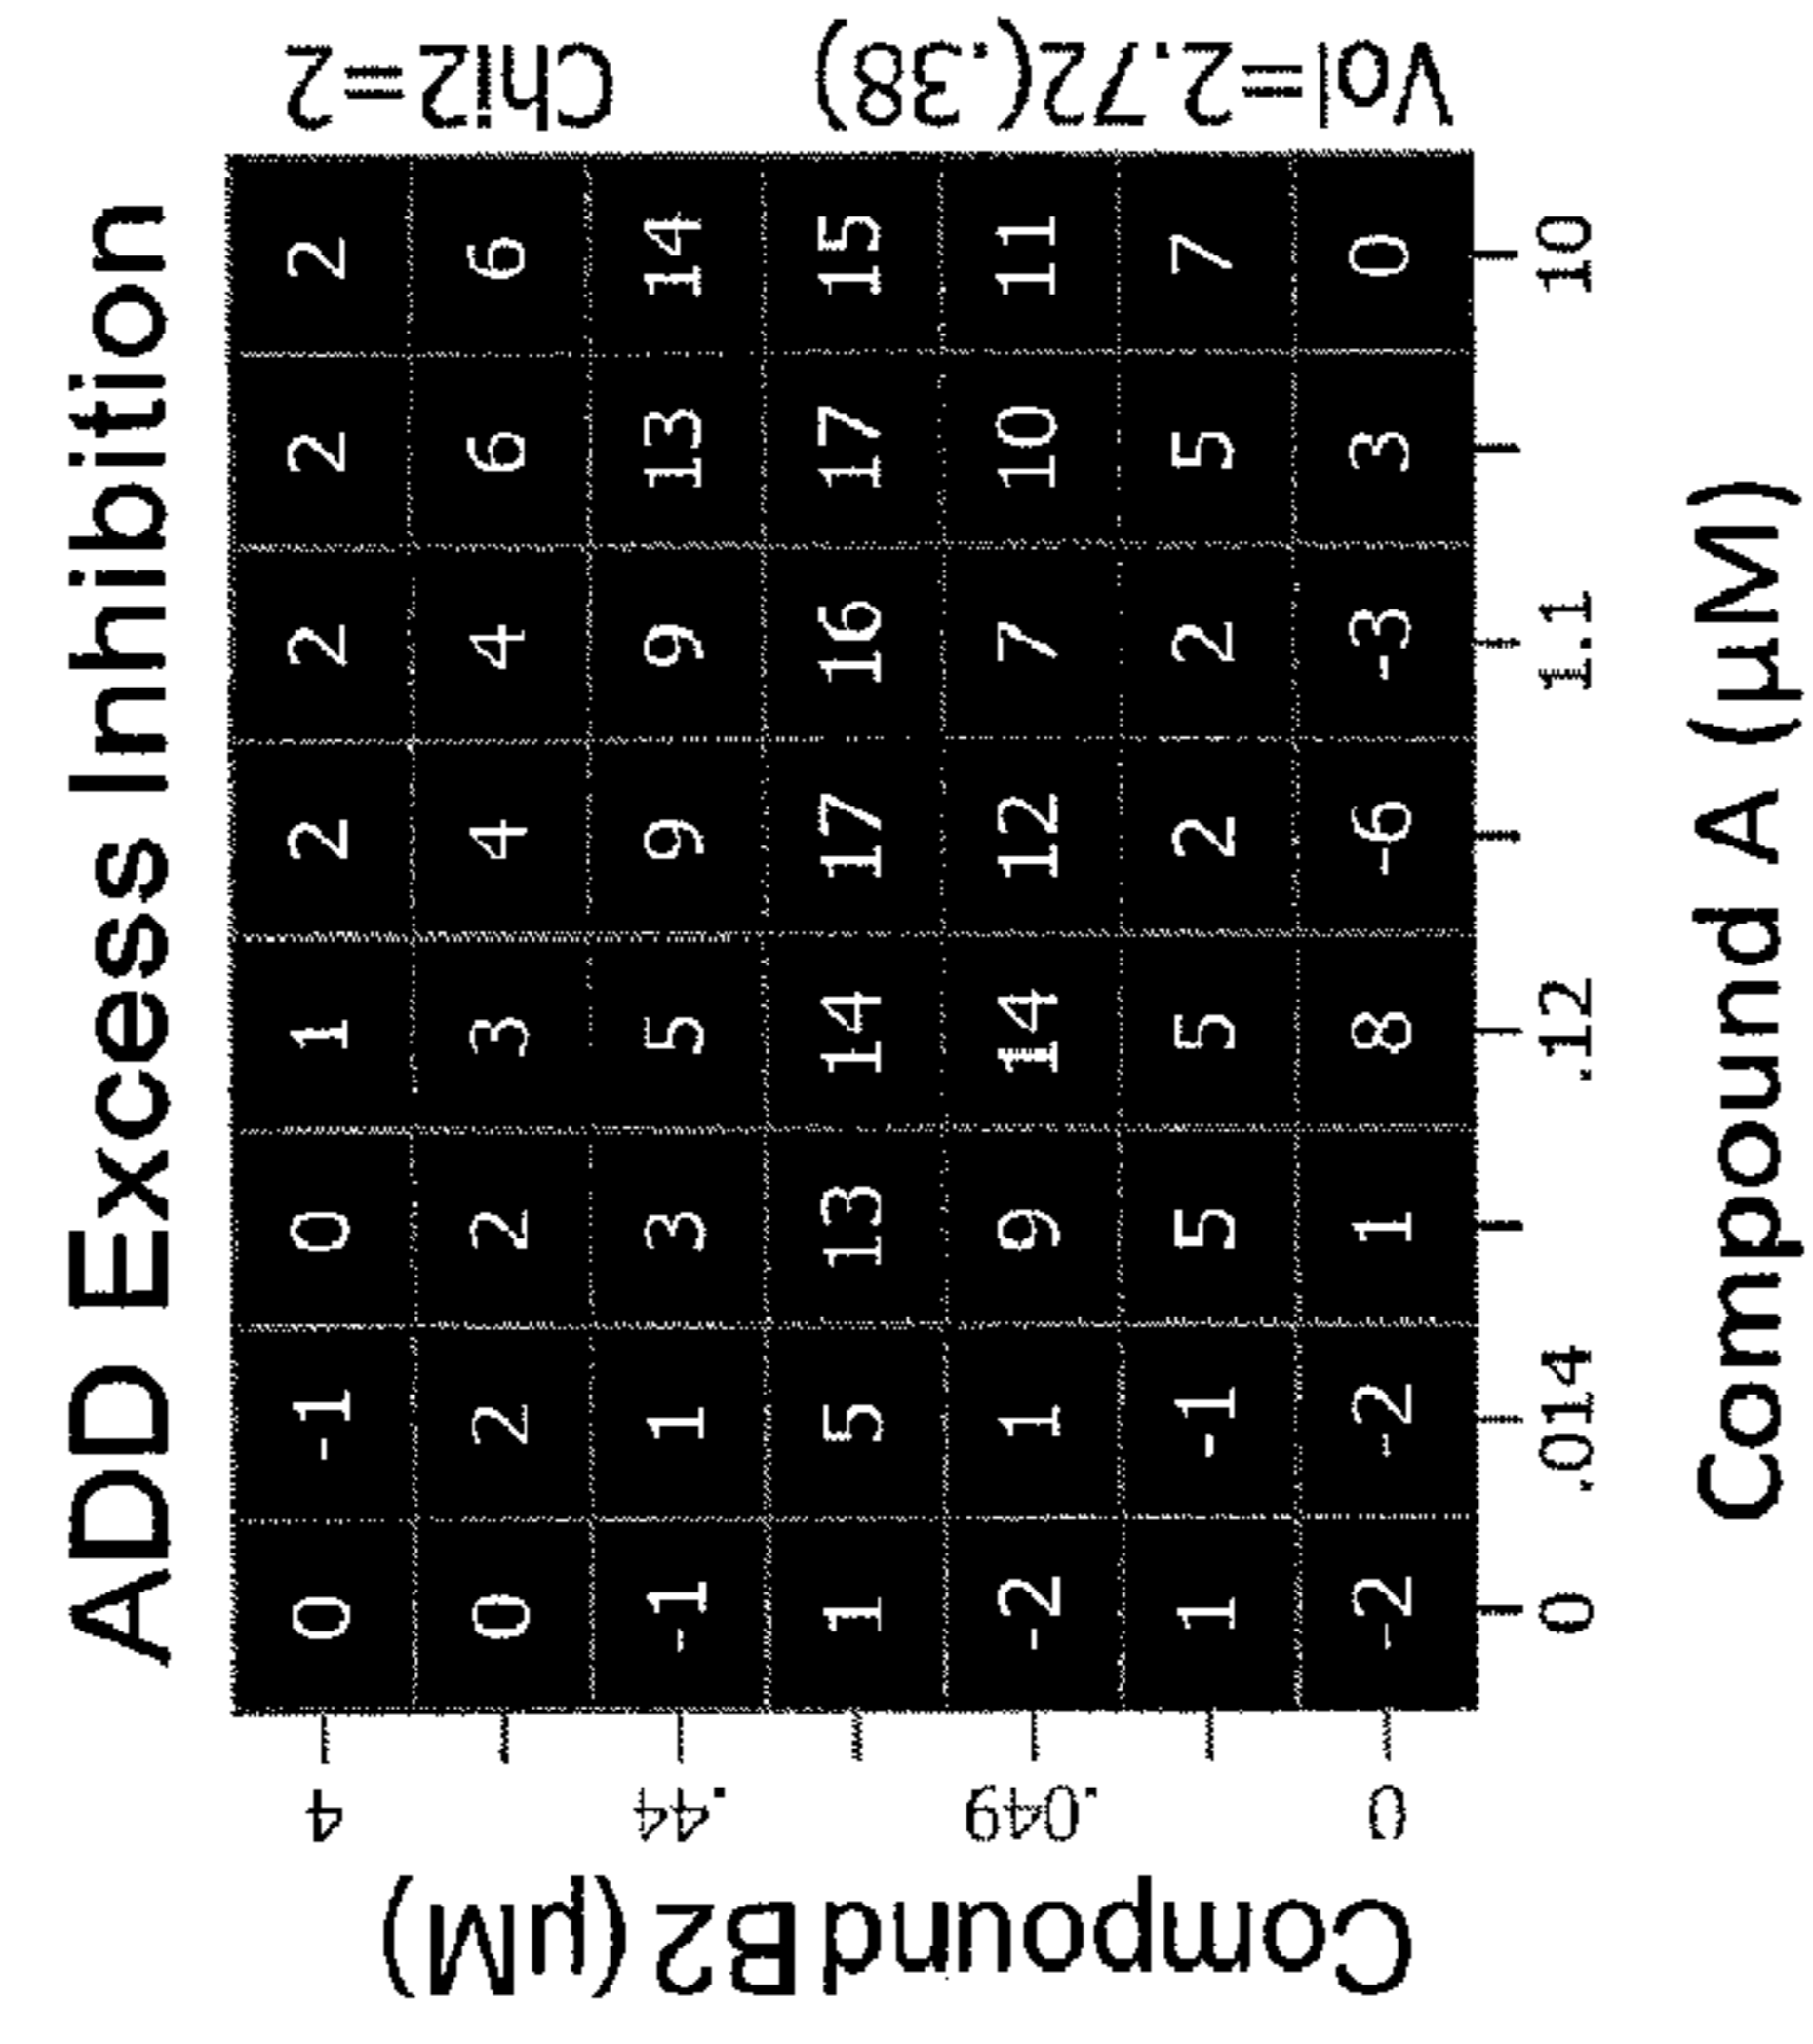 ADD Excess Inhibition
4 0 -1 0 1 2 2 2 2
0 2 2 3 4 4 6 6
.44 -1 1 3 5 9 9 13 14
1 5 13 14 17 16 17 15
.049 -2 1 9 14 12 7 10 11
1 -1 5 5 2 2 5 7
0 -2 -2 1 8 -6 -3 3 0
0 .014 .12 1.1 10
Compound A (µM)
Compound B2 (µM)
Chi2=2
Vol=2.72(.38)